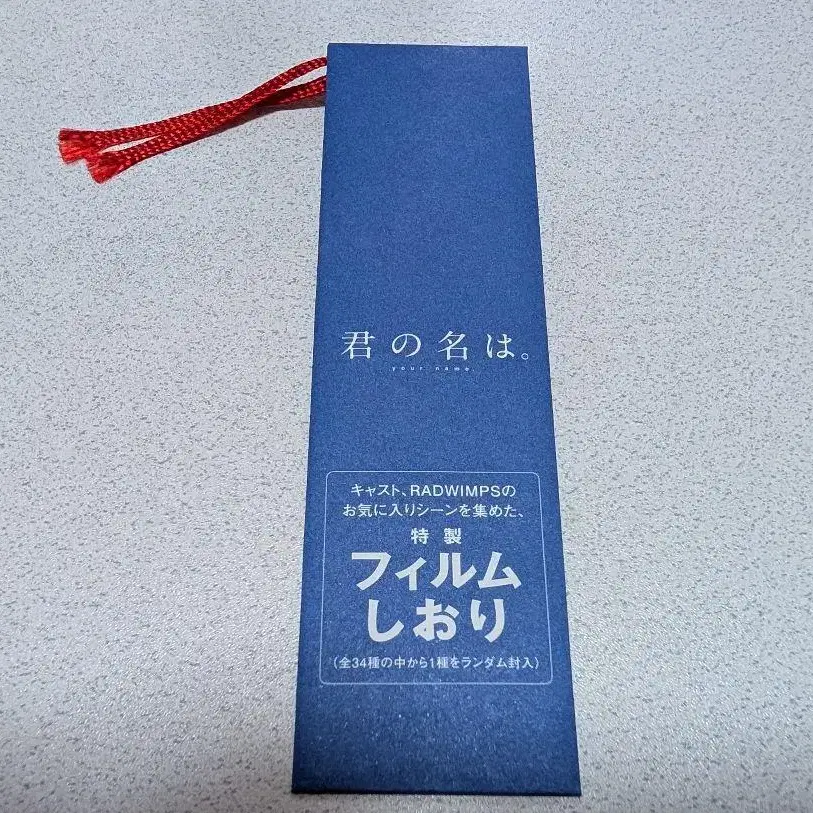 君の名は。
your name.
キャスト、RADWIMPSの
お気に入りシーンを集めた、
特製
フィルム
しおり
(全34種の中から1種をランダム封入)